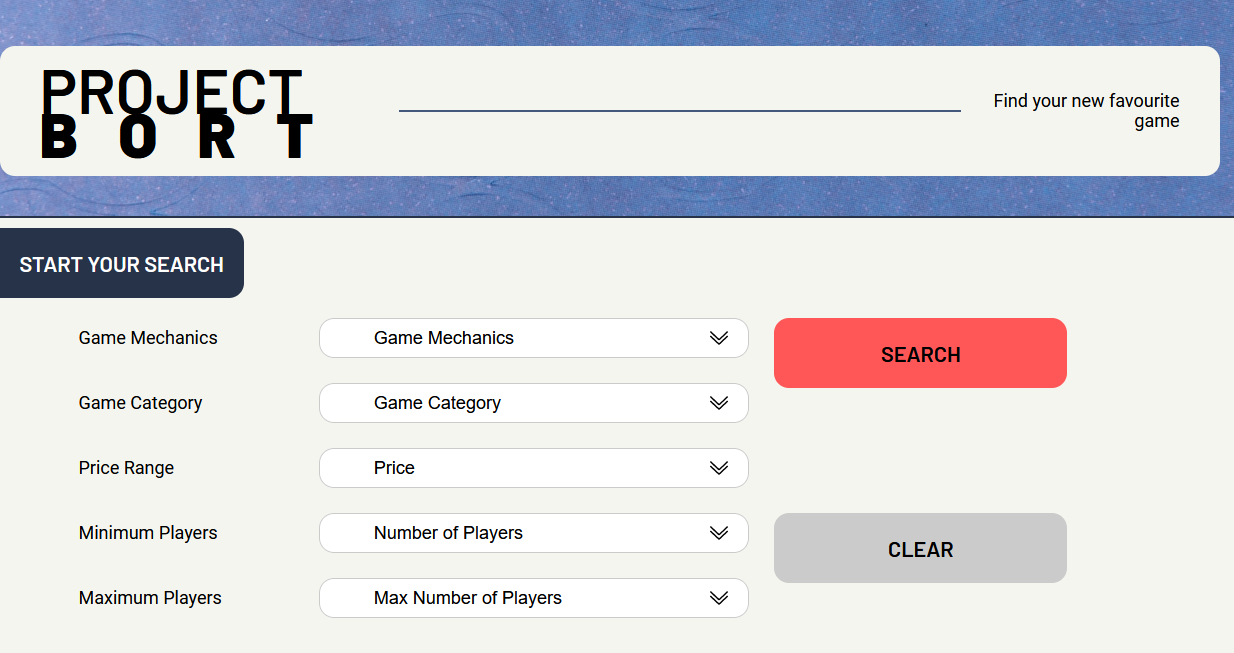 PROJECT
BORT
Find your new favourite
game
START YOUR SEARCH
Game Mechanics
Game Mechanics
SEARCH
Game Category
Game Category
Price Range
Price
Minimum Players
Number of Players
CLEAR
Maximum Players
Max Number of Players